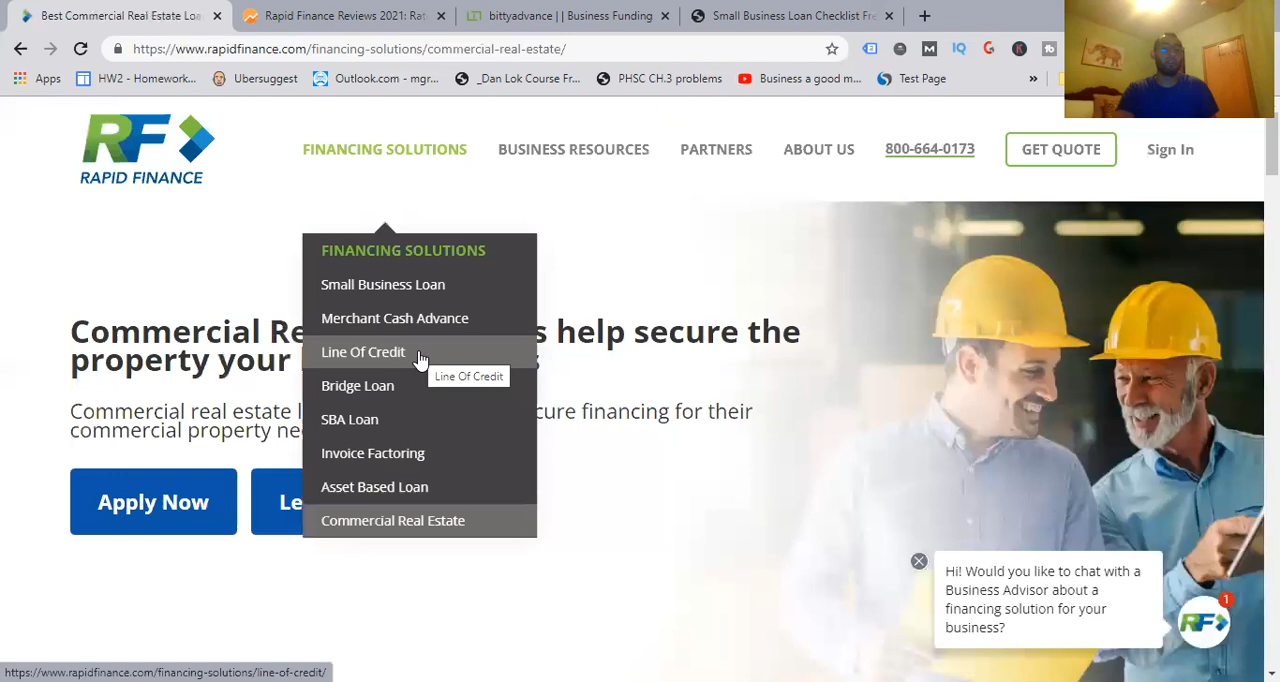 Best Commercial Real Estate Loa
Rapid Finance Reviews 2021: Rat
bittyadvance || Business Funding
Small Business Loan Checklist Fre
https://www.rapidfinance.com/financing-solutions/commercial-real-estate/
Apps
HW2 - Homework...
Ubersuggest
Outlook.com - mgr...
_Dan Lok Course Fr...
PHSC CH.3 problems
Business a good m...
Test Page
»
RF
RAPID FINANCE
FINANCING SOLUTIONS
BUSINESS RESOURCES
PARTNERS
ABOUT US
800-664-0173
GET QUOTE
Sign In
FINANCING SOLUTIONS
Small Business Loan
Merchant Cash Advance
Line Of Credit
Line Of Credit
Bridge Loan
SBA Loan
Invoice Factoring
Asset Based Loan
Commercial Real Estate
Commercial Re s help secure the
property your
Commercial real estate l cure financing for their
commercial property ne
Apply Now
Le
Hi! Would you like to chat with a
Business Advisor about a
financing solution for your
business?
RF
1
https://www.rapidfinance.com/financing-solutions/line-of-credit/